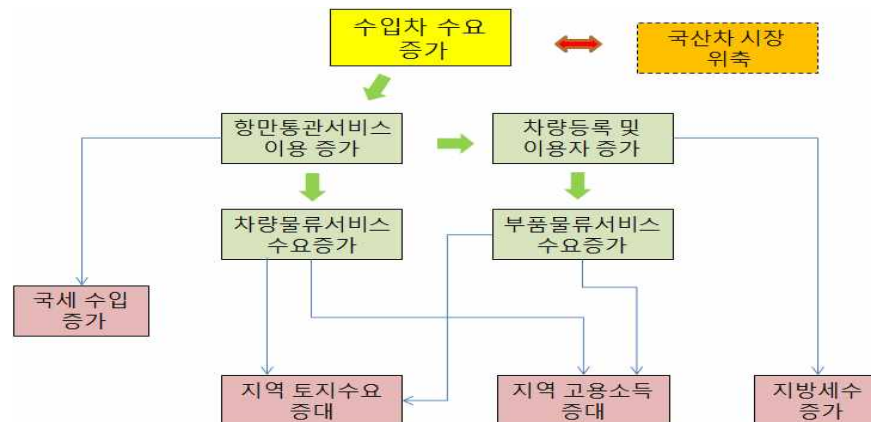 수입차 수요
증가
국산차 시장
위축
항만통관서비스
이용 증가
차량등록 및
이용자 증가
차량물류서비스
수요증가
부품물류서비스
수요증가
국세 수입
증가
지역 토지수요
증대
지역 고용소득
증대
지방세수
증가